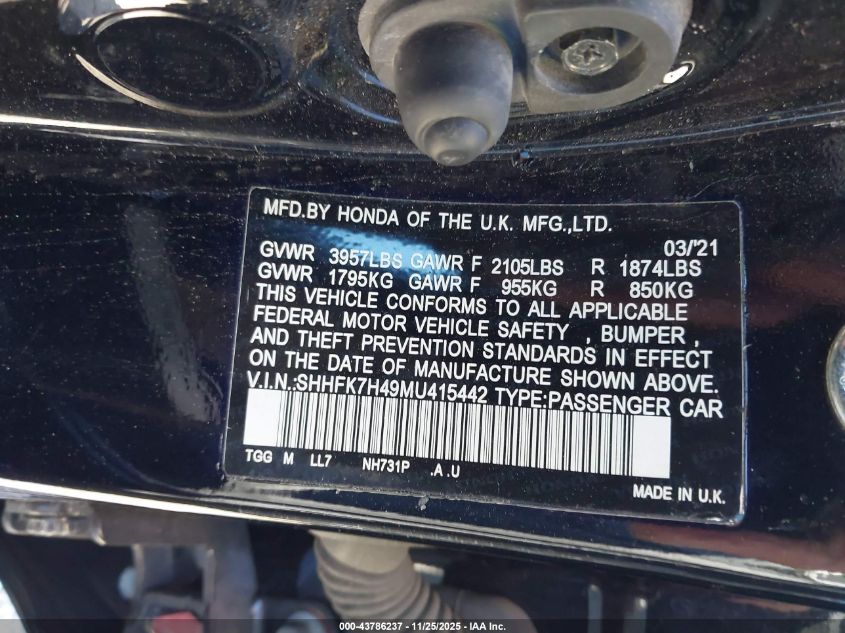 MFD.BY HONDA OF THE U.K. MFG.,LTD.
03/'21
GVWR 3957LBS GAWR F 2105LBS R 1874LBS
GVWR 1795KG GAWR F 955KG R 850KG
THIS VEHICLE CONFORMS TO ALL APPLICABLE
FEDERAL MOTOR VEHICLE SAFETY , BUMPER ,
AND THEFT PREVENTION STANDARDS IN EFFECT
ON THE DATE OF MANUFACTURE SHOWN ABOVE.
V.I.N.:SHHFK7H49MU415442 TYPE:PASSENGER CAR
TGG M LL7 NH731P .A .U
MADE IN U.K.
000-43786237 - 11/25/2025 - IAA Inc.